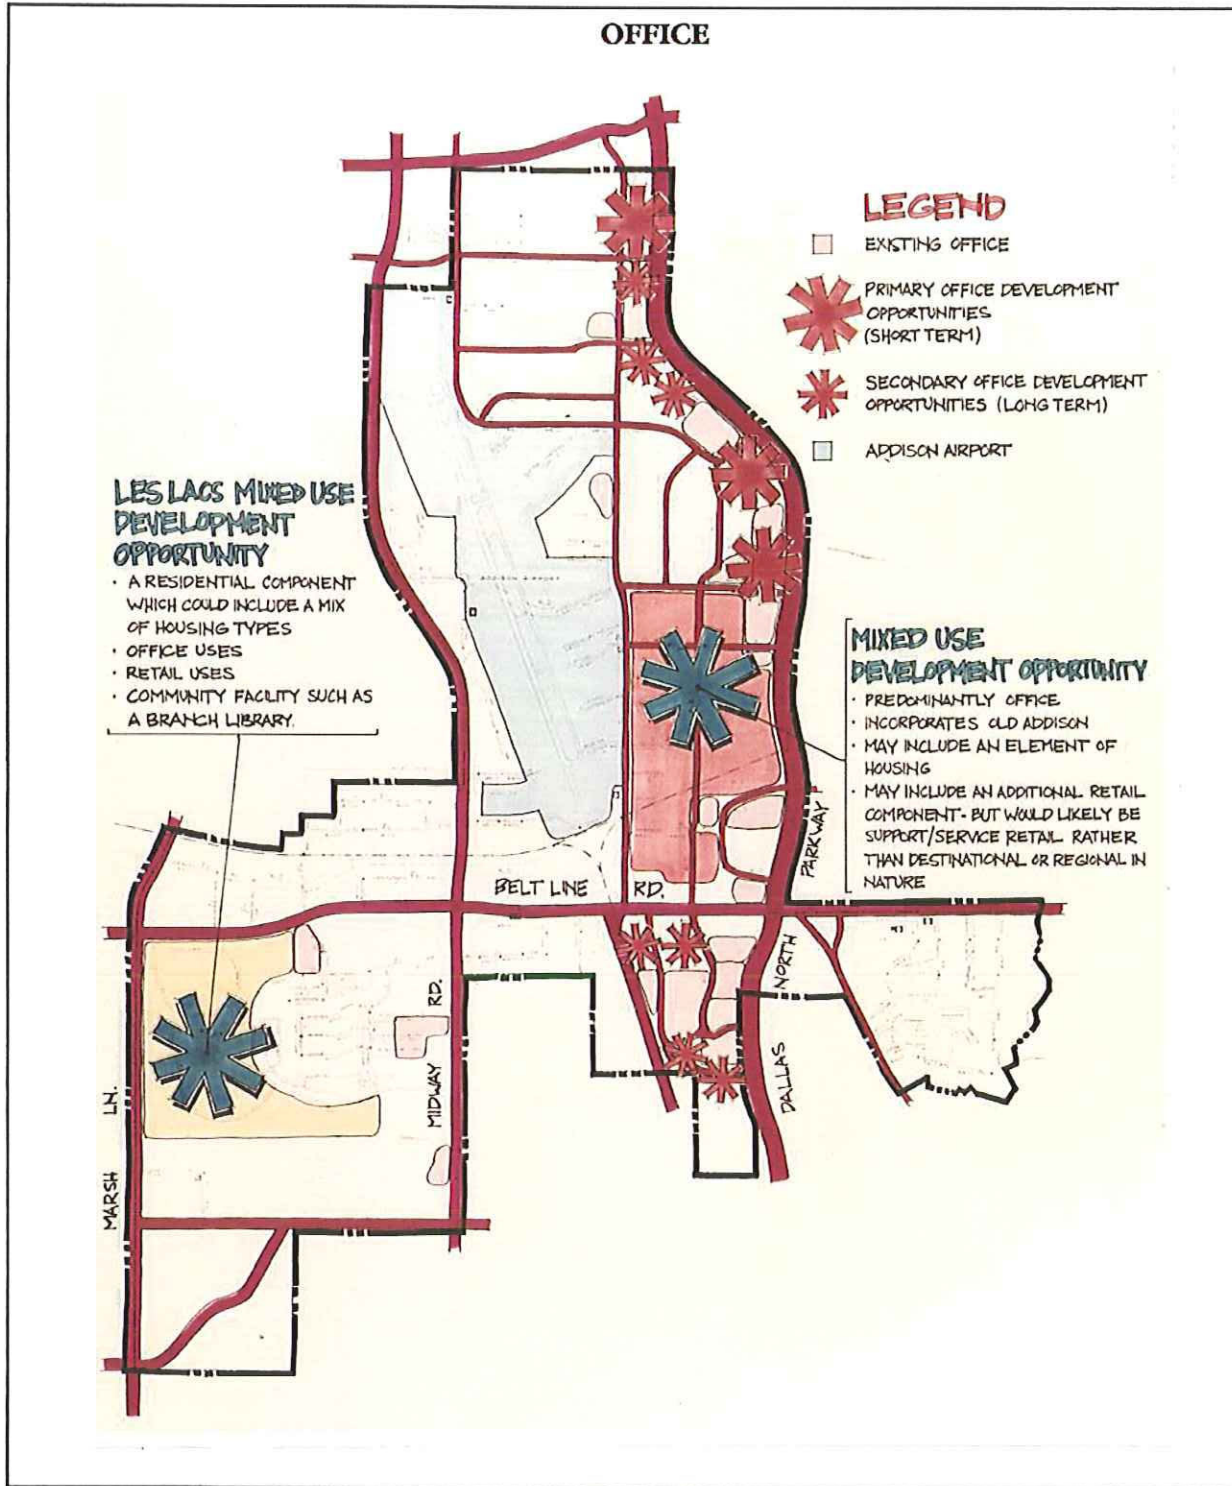 OFFICE
LEGEND
EXISTING OFFICE
PRIMARY OFFICE DEVELOPMENT
OPPORTUNITIES
(SHORT TERM)
SECONDARY OFFICE DEVELOPMENT
OPPORTUNITIES (LONG TERM)
ADDISON AIRPORT
LES LACS MIXED USE
DEVELOPMENT
OPPORTUNITY
· A RESIDENTIAL COMPONENT
WHICH COULD INCLUDE A MIX
OF HOUSING TYPES
· OFFICE USES
· RETAIL USES
· COMMUNITY FACILITY SUCH AS
A BRANCH LIBRARY.
ADDISON AIRPORT
MIXED USE
DEVELOPMENT OPPORTUNITY
· PREDOMINANTLY OFFICE
· INCORPORATES OLD ADDISON
· MAY INCLUDE AN ELEMENT OF
HOUSING
· MAY INCLUDE AN ADDITIONAL RETAIL
COMPONENT - BUT WOULD LIKELY BE
SUPPORT/SERVICE RETAIL RATHER
THAN DESTINATIONAL OR REGIONAL IN
NATURE
BELT LINE RD.
DALLAS NORTH PARKWAY
MIDWAY RD.
MARSH LN.